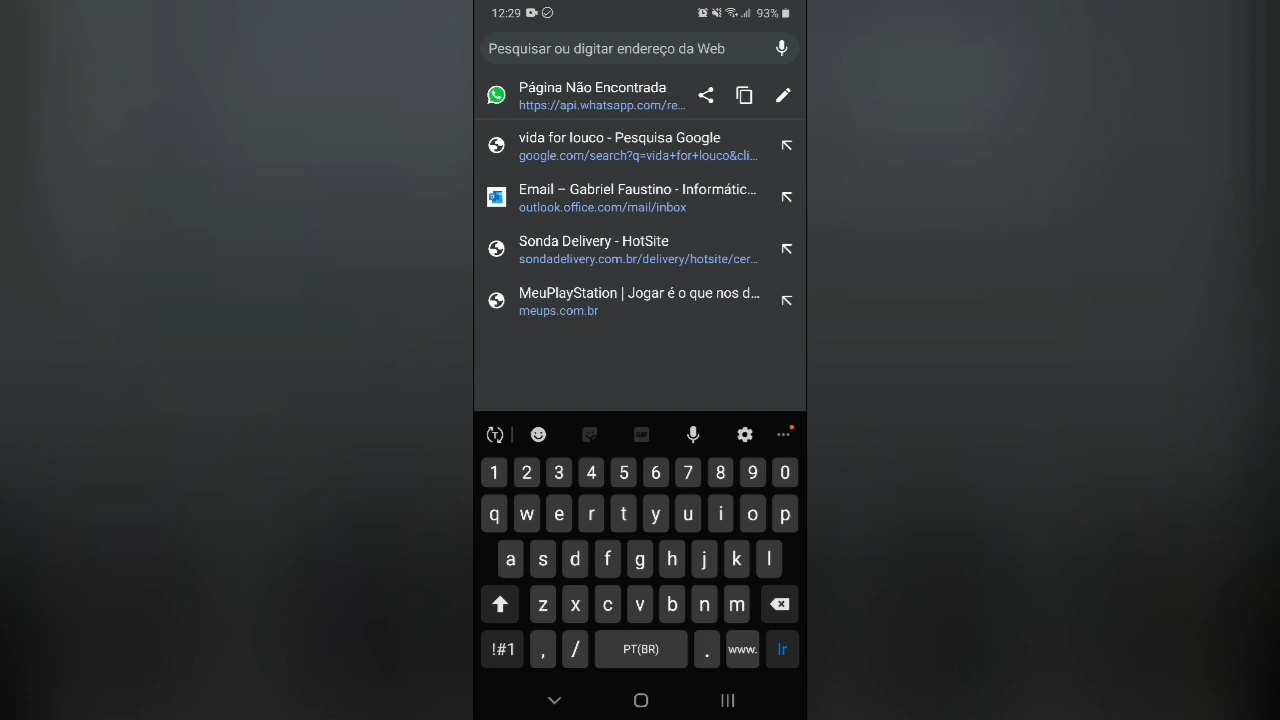 12:29 93%
Pesquisar ou digitar endereço da Web
Página Não Encontrada
https://api.whatsapp.com/re...
vida for louco - Pesquisa Google
google.com/search?q=vida+for+louco&cli...
Email – Gabriel Faustino - Informátic...
outlook.office.com/mail/inbox
Sonda Delivery - HotSite
sondadelivery.com.br/delivery/hotsite/cer...
MeuPlayStation | Jogar é o que nos d...
meups.com.br
T GIF
1 2 3 4 5 6 7 8 9 0
q w e r t y u i o p
a s d f g h j k l
z x c v b n m
!#1 , / PT(BR) . www. Ir